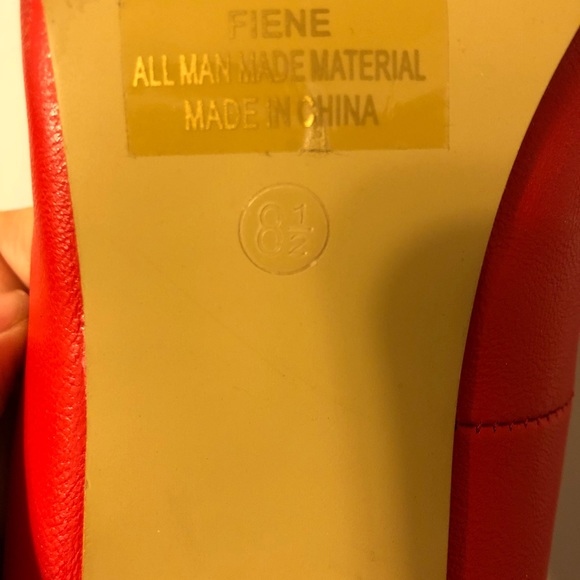 FIENE
ALL MAN MADE MATERIAL
MADE IN CHINA
8 1/2